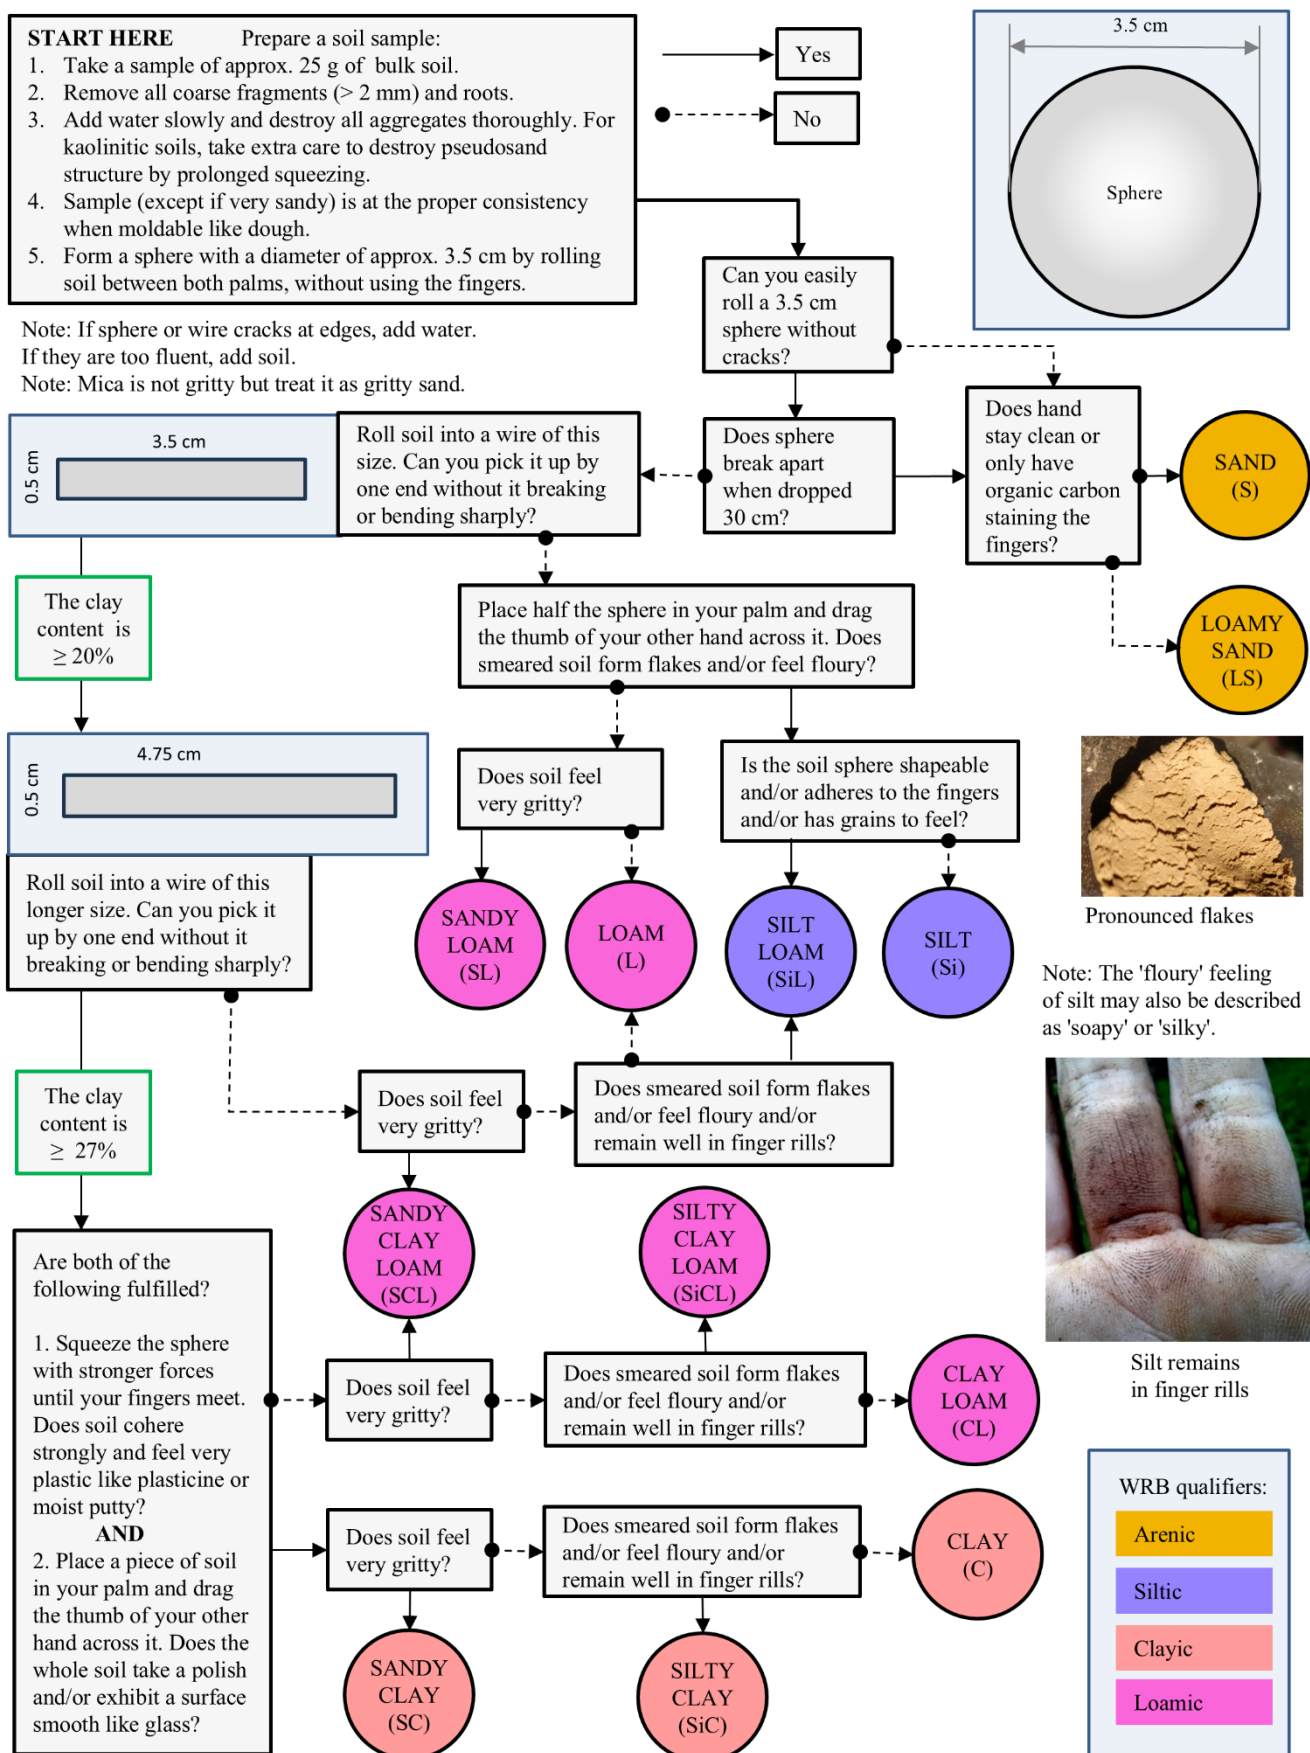 START HERE Prepare a soil sample:
1. Take a sample of approx. 25 g of bulk soil.
2. Remove all coarse fragments (> 2 mm) and roots.
3. Add water slowly and destroy all aggregates thoroughly. For
kaolinitic soils, take extra care to destroy pseudosand
structure by prolonged squeezing.
4. Sample (except if very sandy) is at the proper consistency
when moldable like dough.
5. Form a sphere with a diameter of approx. 3.5 cm by rolling
soil between both palms, without using the fingers.
Yes
No
3.5 cm
Sphere
Note: If sphere or wire cracks at edges, add water.
If they are too fluent, add soil.
Note: Mica is not gritty but treat it as gritty sand.
Can you easily
roll a 3.5 cm
sphere without
cracks?
3.5 cm
0.5 cm
Roll soil into a wire of this
size. Can you pick it up by
one end without it breaking
or bending sharply?
Does sphere
break apart
when dropped
30 cm?
Does hand
stay clean or
only have
organic carbon
staining the
fingers?
SAND
(S)
LOAMY
SAND
(LS)
The clay
content is
≥ 20%
Place half the sphere in your palm and drag
the thumb of your other hand across it. Does
smeared soil form flakes and/or feel floury?
4.75 cm
0.5 cm
Does soil feel
very gritty?
Is the soil sphere shapeable
and/or adheres to the fingers
and/or has grains to feel?
Roll soil into a wire of this
longer size. Can you pick it
up by one end without it
breaking or bending sharply?
SANDY
LOAM
(SL)
LOAM
(L)
SILT
LOAM
(SiL)
SILT
(Si)
Pronounced flakes
Note: The 'floury' feeling
of silt may also be described
as 'soapy' or 'silky'.
The clay
content is
≥ 27%
Does soil feel
very gritty?
Does smeared soil form flakes
and/or feel floury and/or
remain well in finger rills?
SANDY
CLAY
LOAM
(SCL)
SILTY
CLAY
LOAM
(SiCL)
Are both of the
following fulfilled?
1. Squeeze the sphere
with stronger forces
until your fingers meet.
Does soil cohere
strongly and feel very
plastic like plasticine or
moist putty?
AND
2. Place a piece of soil
in your palm and drag
the thumb of your other
hand across it. Does the
whole soil take a polish
and/or exhibit a surface
smooth like glass?
Does soil feel
very gritty?
Does smeared soil form flakes
and/or feel floury and/or
remain well in finger rills?
CLAY
LOAM
(CL)
Silt remains
in finger rills
Does soil feel
very gritty?
Does smeared soil form flakes
and/or feel floury and/or
remain well in finger rills?
CLAY
(C)
SANDY
CLAY
(SC)
SILTY
CLAY
(SiC)
WRB qualifiers:
Arenic
Siltic
Clayic
Loamic